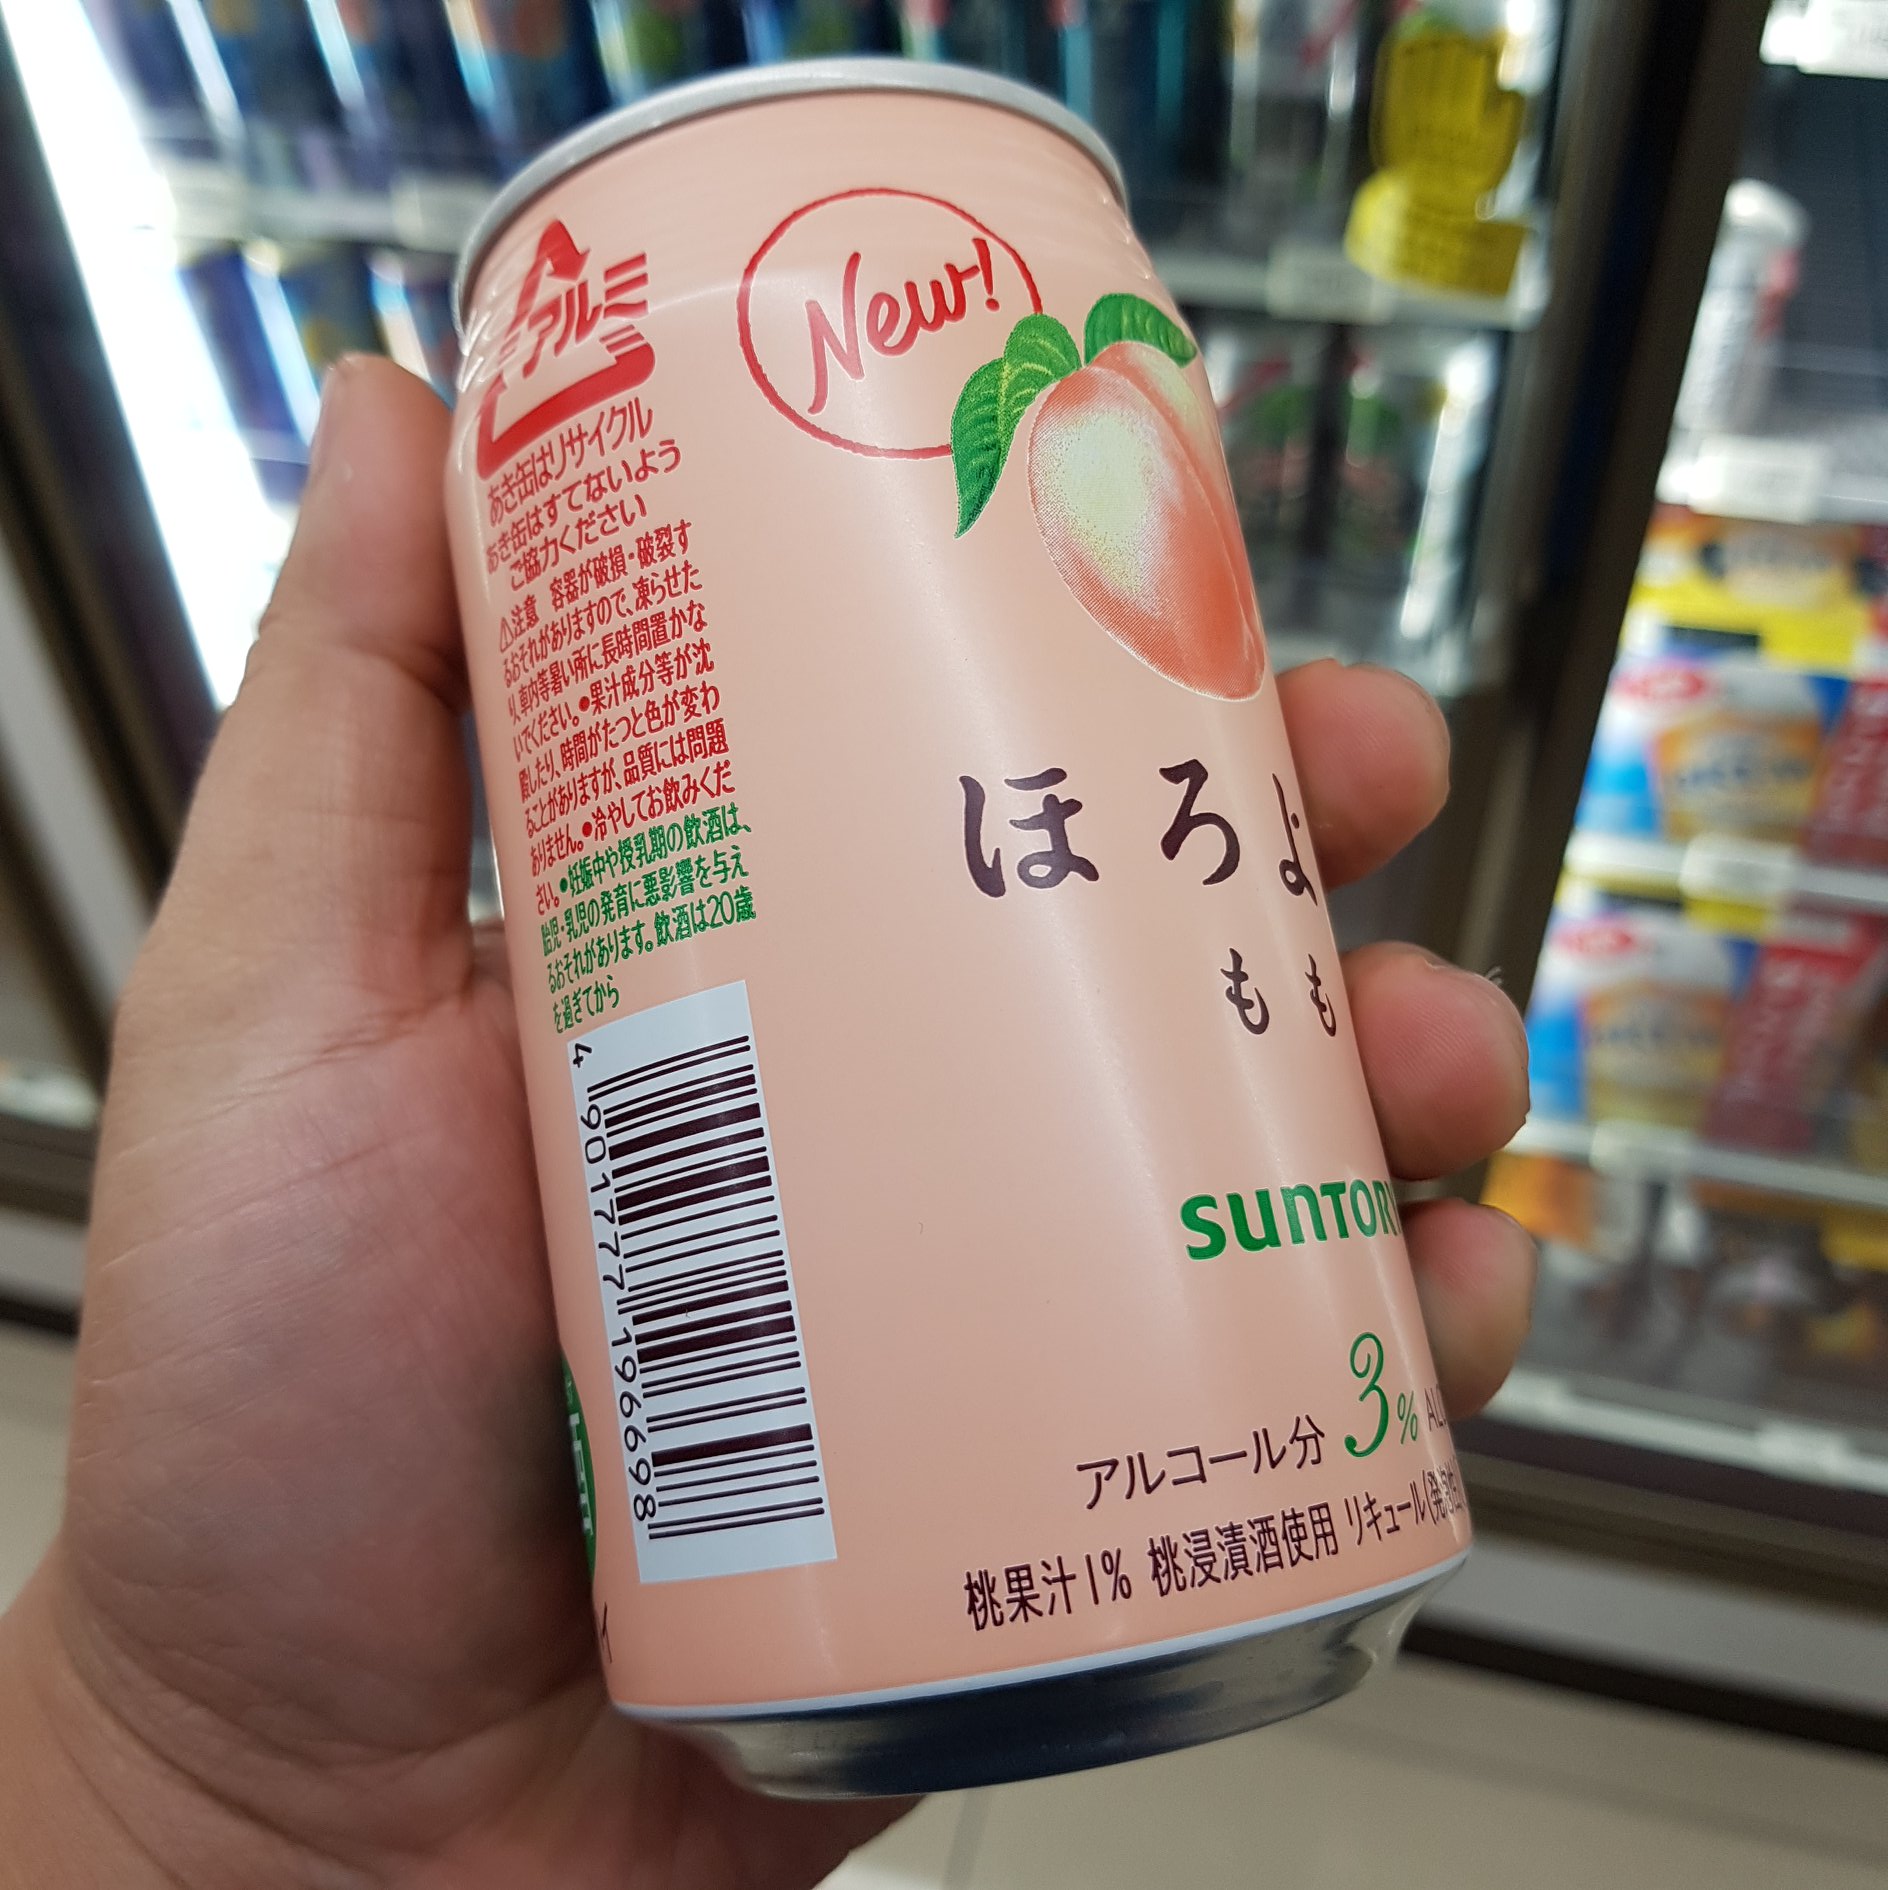 アルミ
あき缶はリサイクル
あき缶はすてないよう
ご協力ください
⚠注意 容器が破損・破裂す
るおそれがありますので、凍らせた
り、車内等暑い所に長時間置かな
いでください。●果汁成分等が沈
殿したり、時間がたつと色が変わ
ることがありますが、品質には問題
ありません。●冷やしてお飲みくだ
さい。●妊娠中や授乳期の飲酒は、
胎児・乳児の発育に悪影響を与え
るおそれがあります。飲酒は20歳
を過ぎてから
4 901777 196698
New!
ほろよ
もも
SUNTORY
アルコール分 3%
桃果汁1% 桃浸漬酒使用 リキュール(発泡性